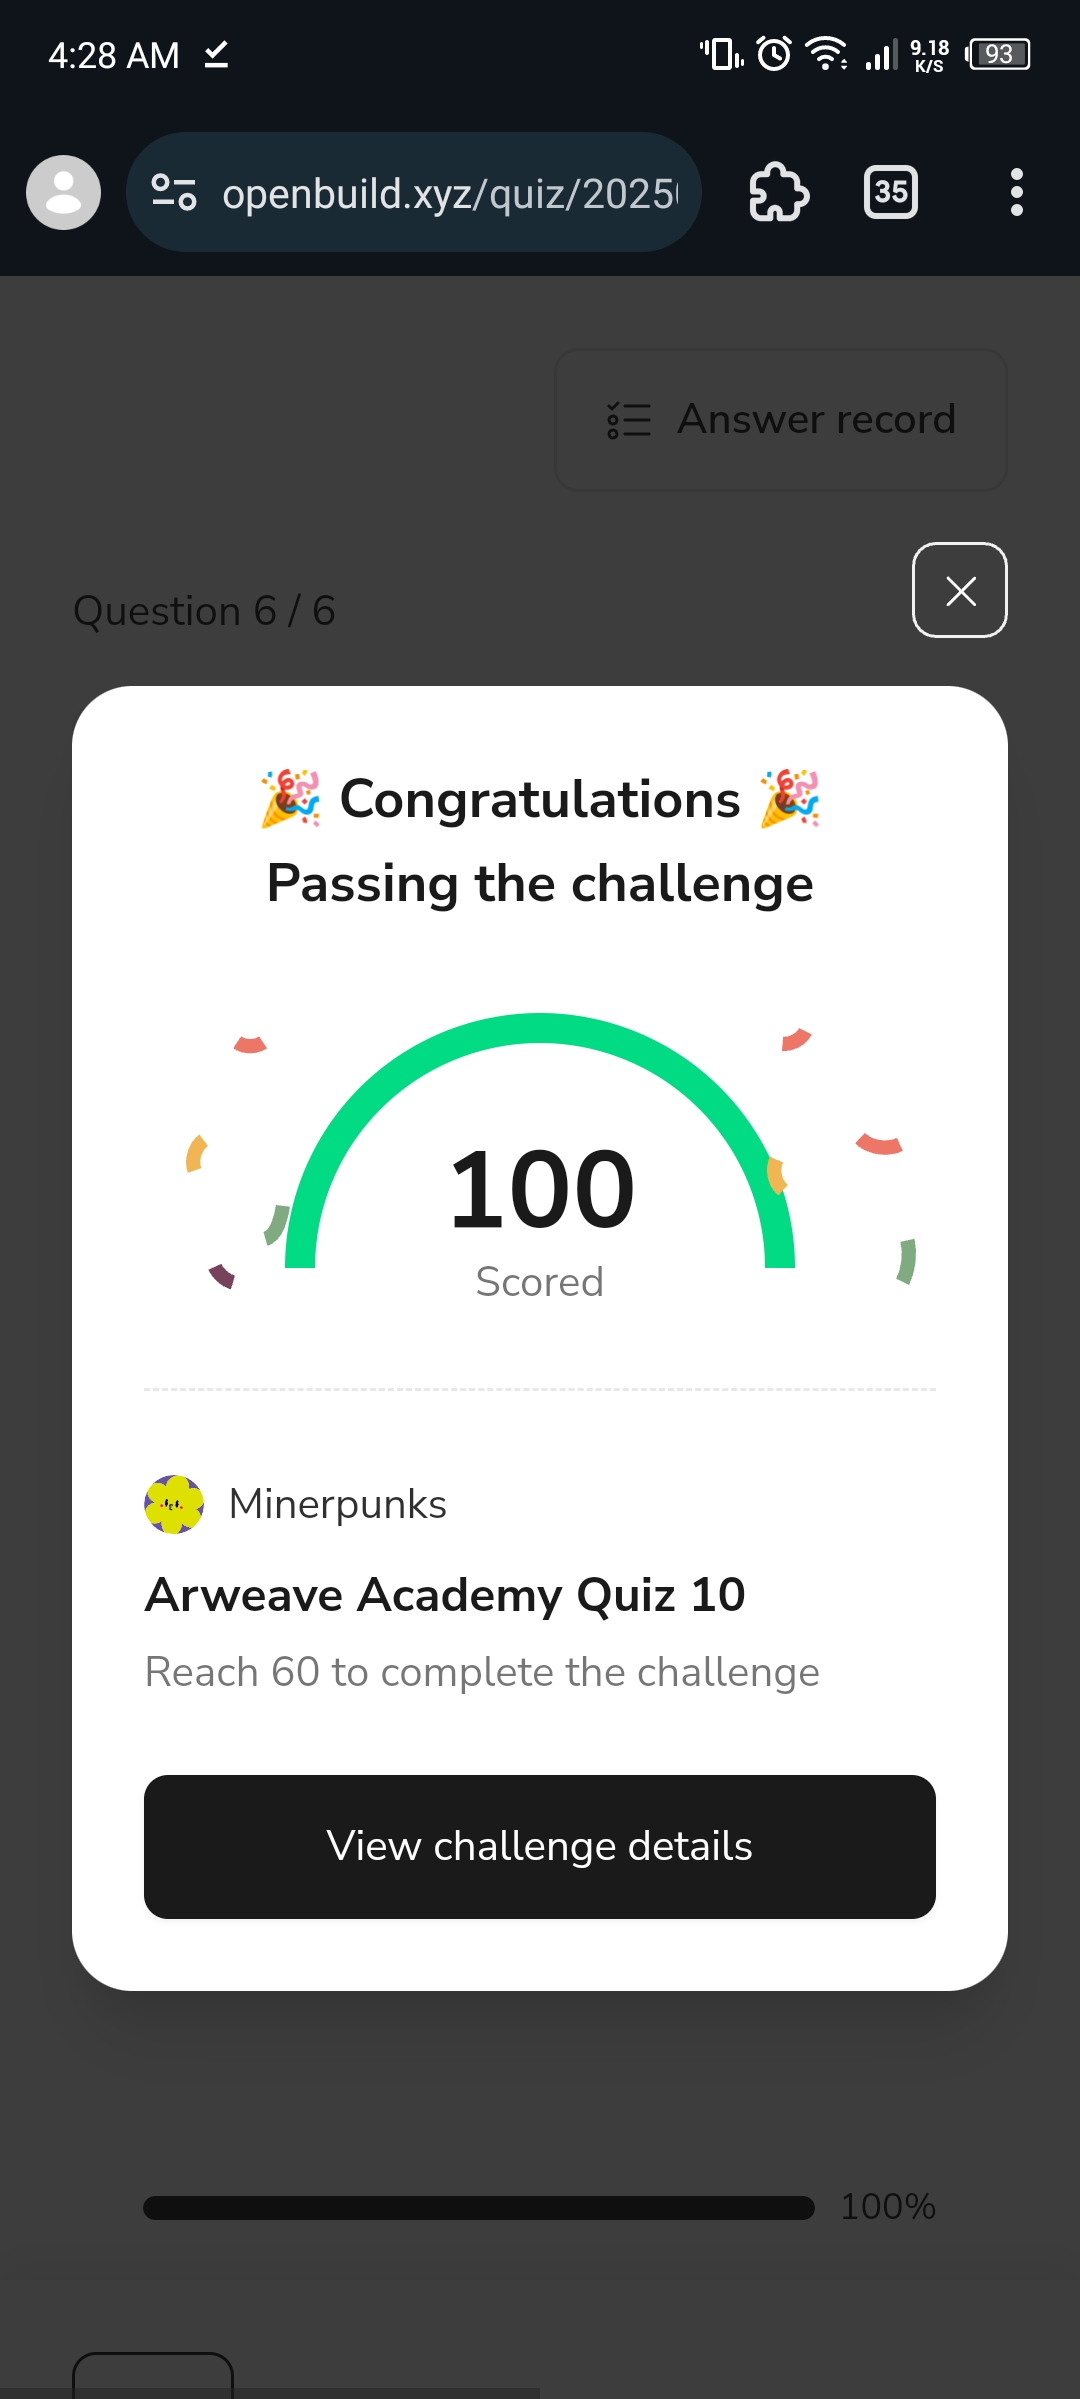 4:28 AM
9.18
K/S
93
openbuild.xyz/quiz/2025
35
Answer record
Question 6 / 6
🎉 Congratulations 🎉
Passing the challenge
100
Scored
Minerpunks
Arweave Academy Quiz 10
Reach 60 to complete the challenge
View challenge details
100%